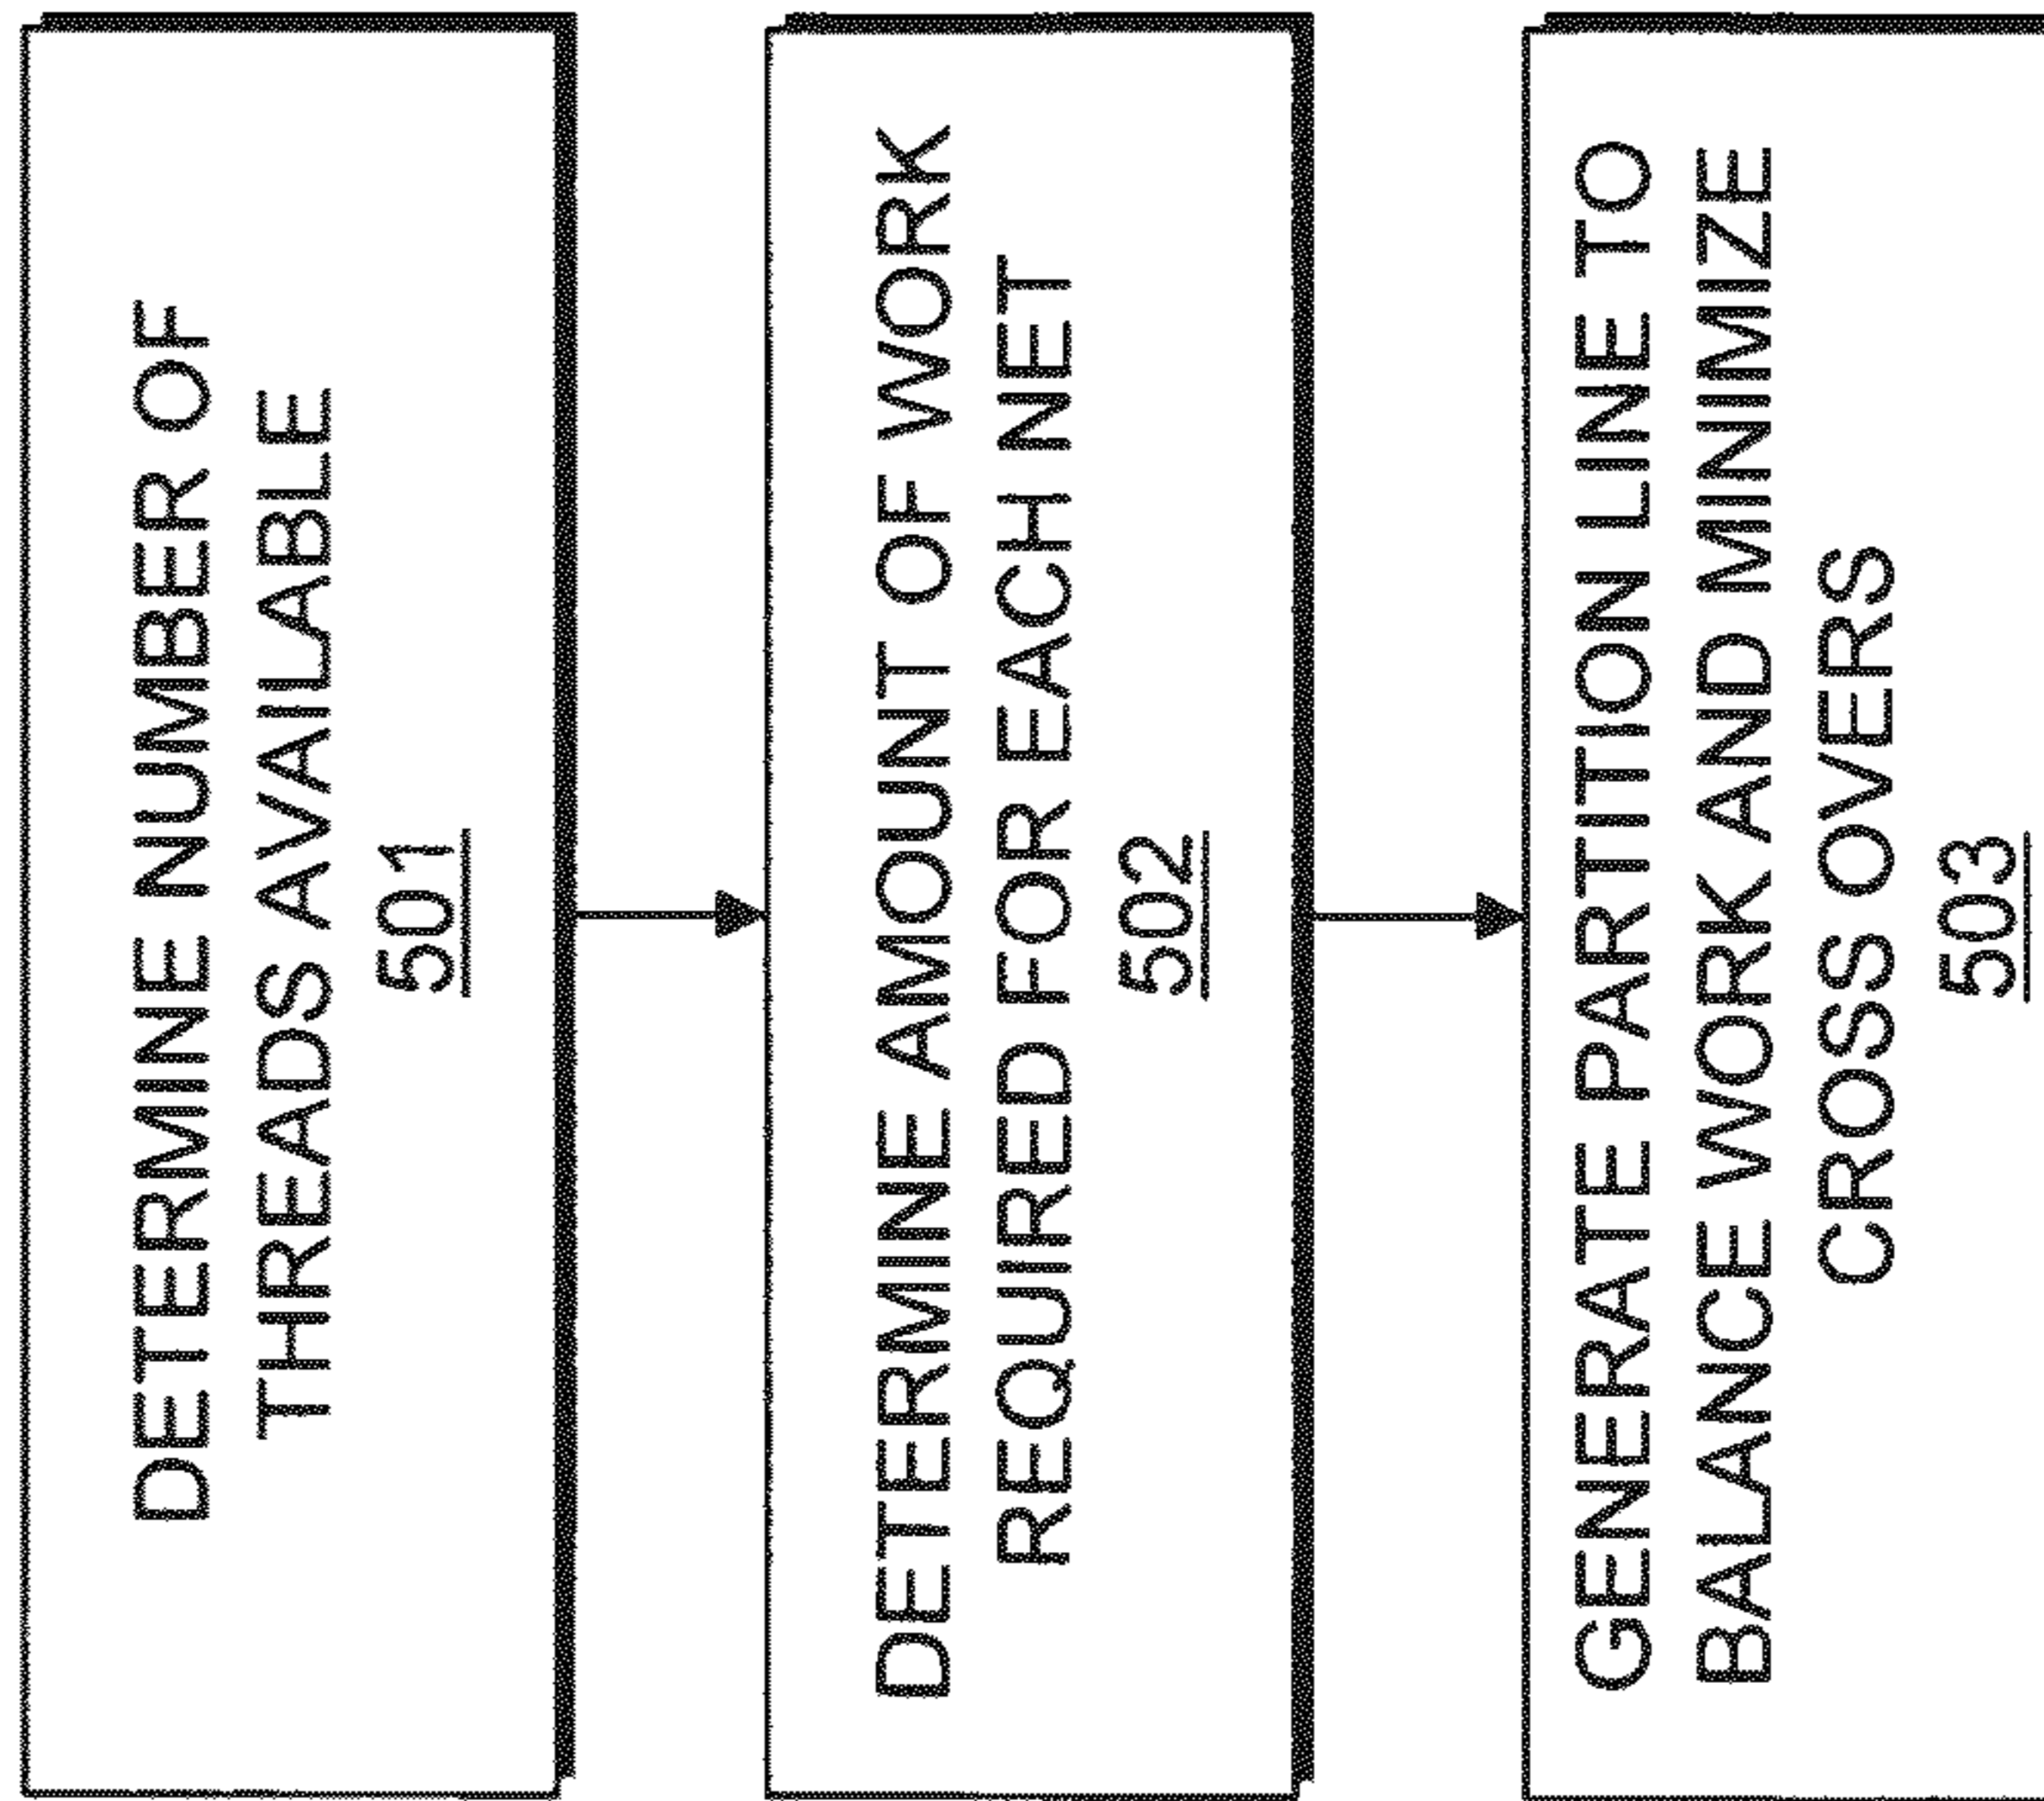 DETERMINE NUMBER OF
THREADS AVAILABLE
501
DETERMINE AMOUNT OF WORK
REQUIRED FOR EACH NET
502
GENERATE PARTITION LINE TO
BALANCE WORK AND MINIMIZE
CROSS OVERS
503